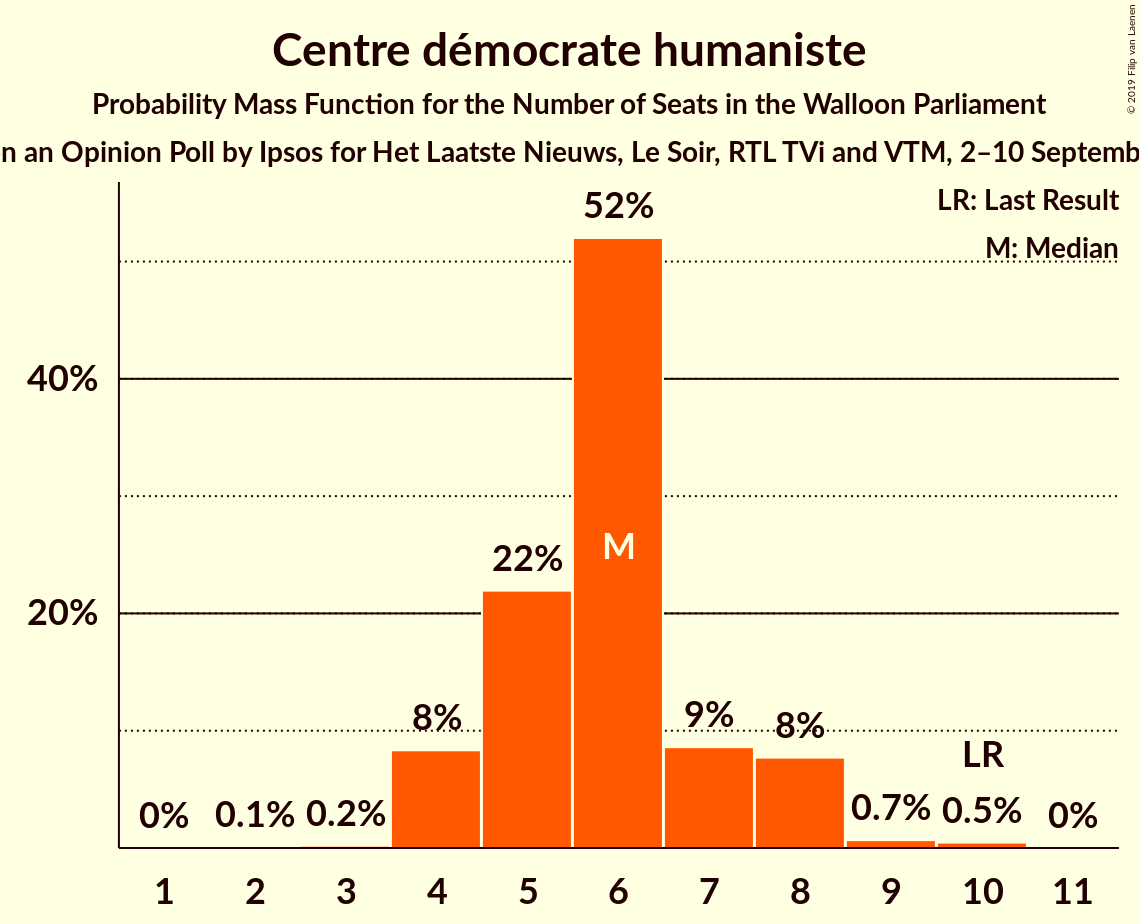 Centre démocrate humaniste
Probability Mass Function for the Number of Seats in the Walloon Parliament
n an Opinion Poll by Ipsos for Het Laatste Nieuws, Le Soir, RTL TVi and VTM, 2–10 Septemb
© 2019 Filip van Laenen
LR: Last Result
M: Median
52%
40%
M
22%
20%
8%
9%
8%
LR
0%
0.1%
0.2%
0.7%
0.5%
0%
1 2 3 4 5 6 7 8 9 10 11